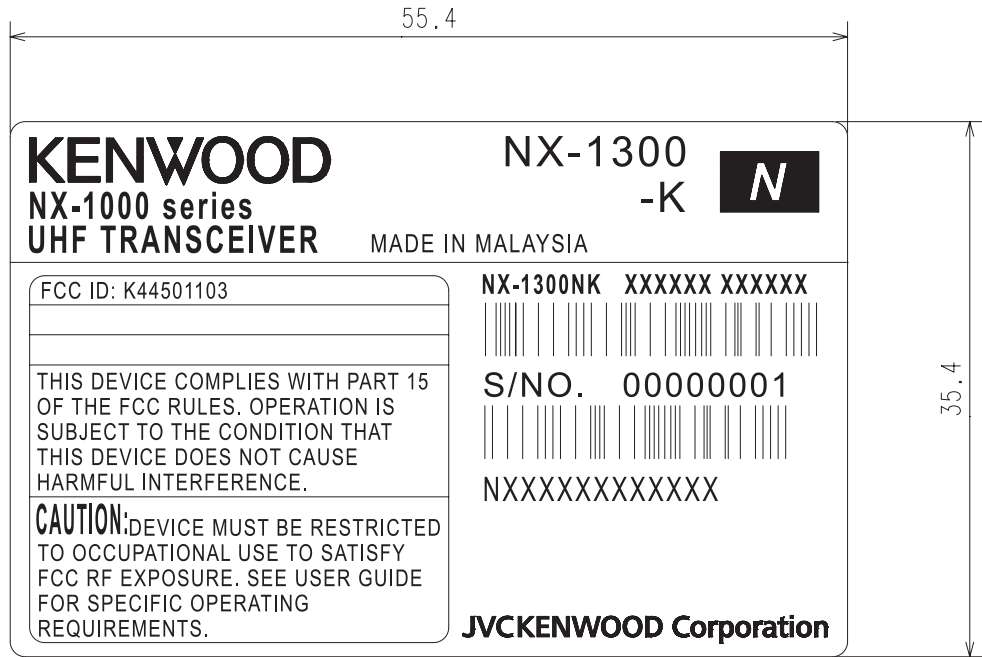 55.4
KENWOOD
NX-1000 series
UHF TRANSCEIVER
MADE IN MALAYSIA
NX-1300
-K
N
FCC ID: K44501103
THIS DEVICE COMPLIES WITH PART 15
OF THE FCC RULES. OPERATION IS
SUBJECT TO THE CONDITION THAT
THIS DEVICE DOES NOT CAUSE
HARMFUL INTERFERENCE.
CAUTION:DEVICE MUST BE RESTRICTED
TO OCCUPATIONAL USE TO SATISFY
FCC RF EXPOSURE. SEE USER GUIDE
FOR SPECIFIC OPERATING
REQUIREMENTS.
NX-1300NK XXXXXX XXXXXX
S/NO. 00000001
NXXXXXXXXXXXX
JVCKENWOOD Corporation
35.4